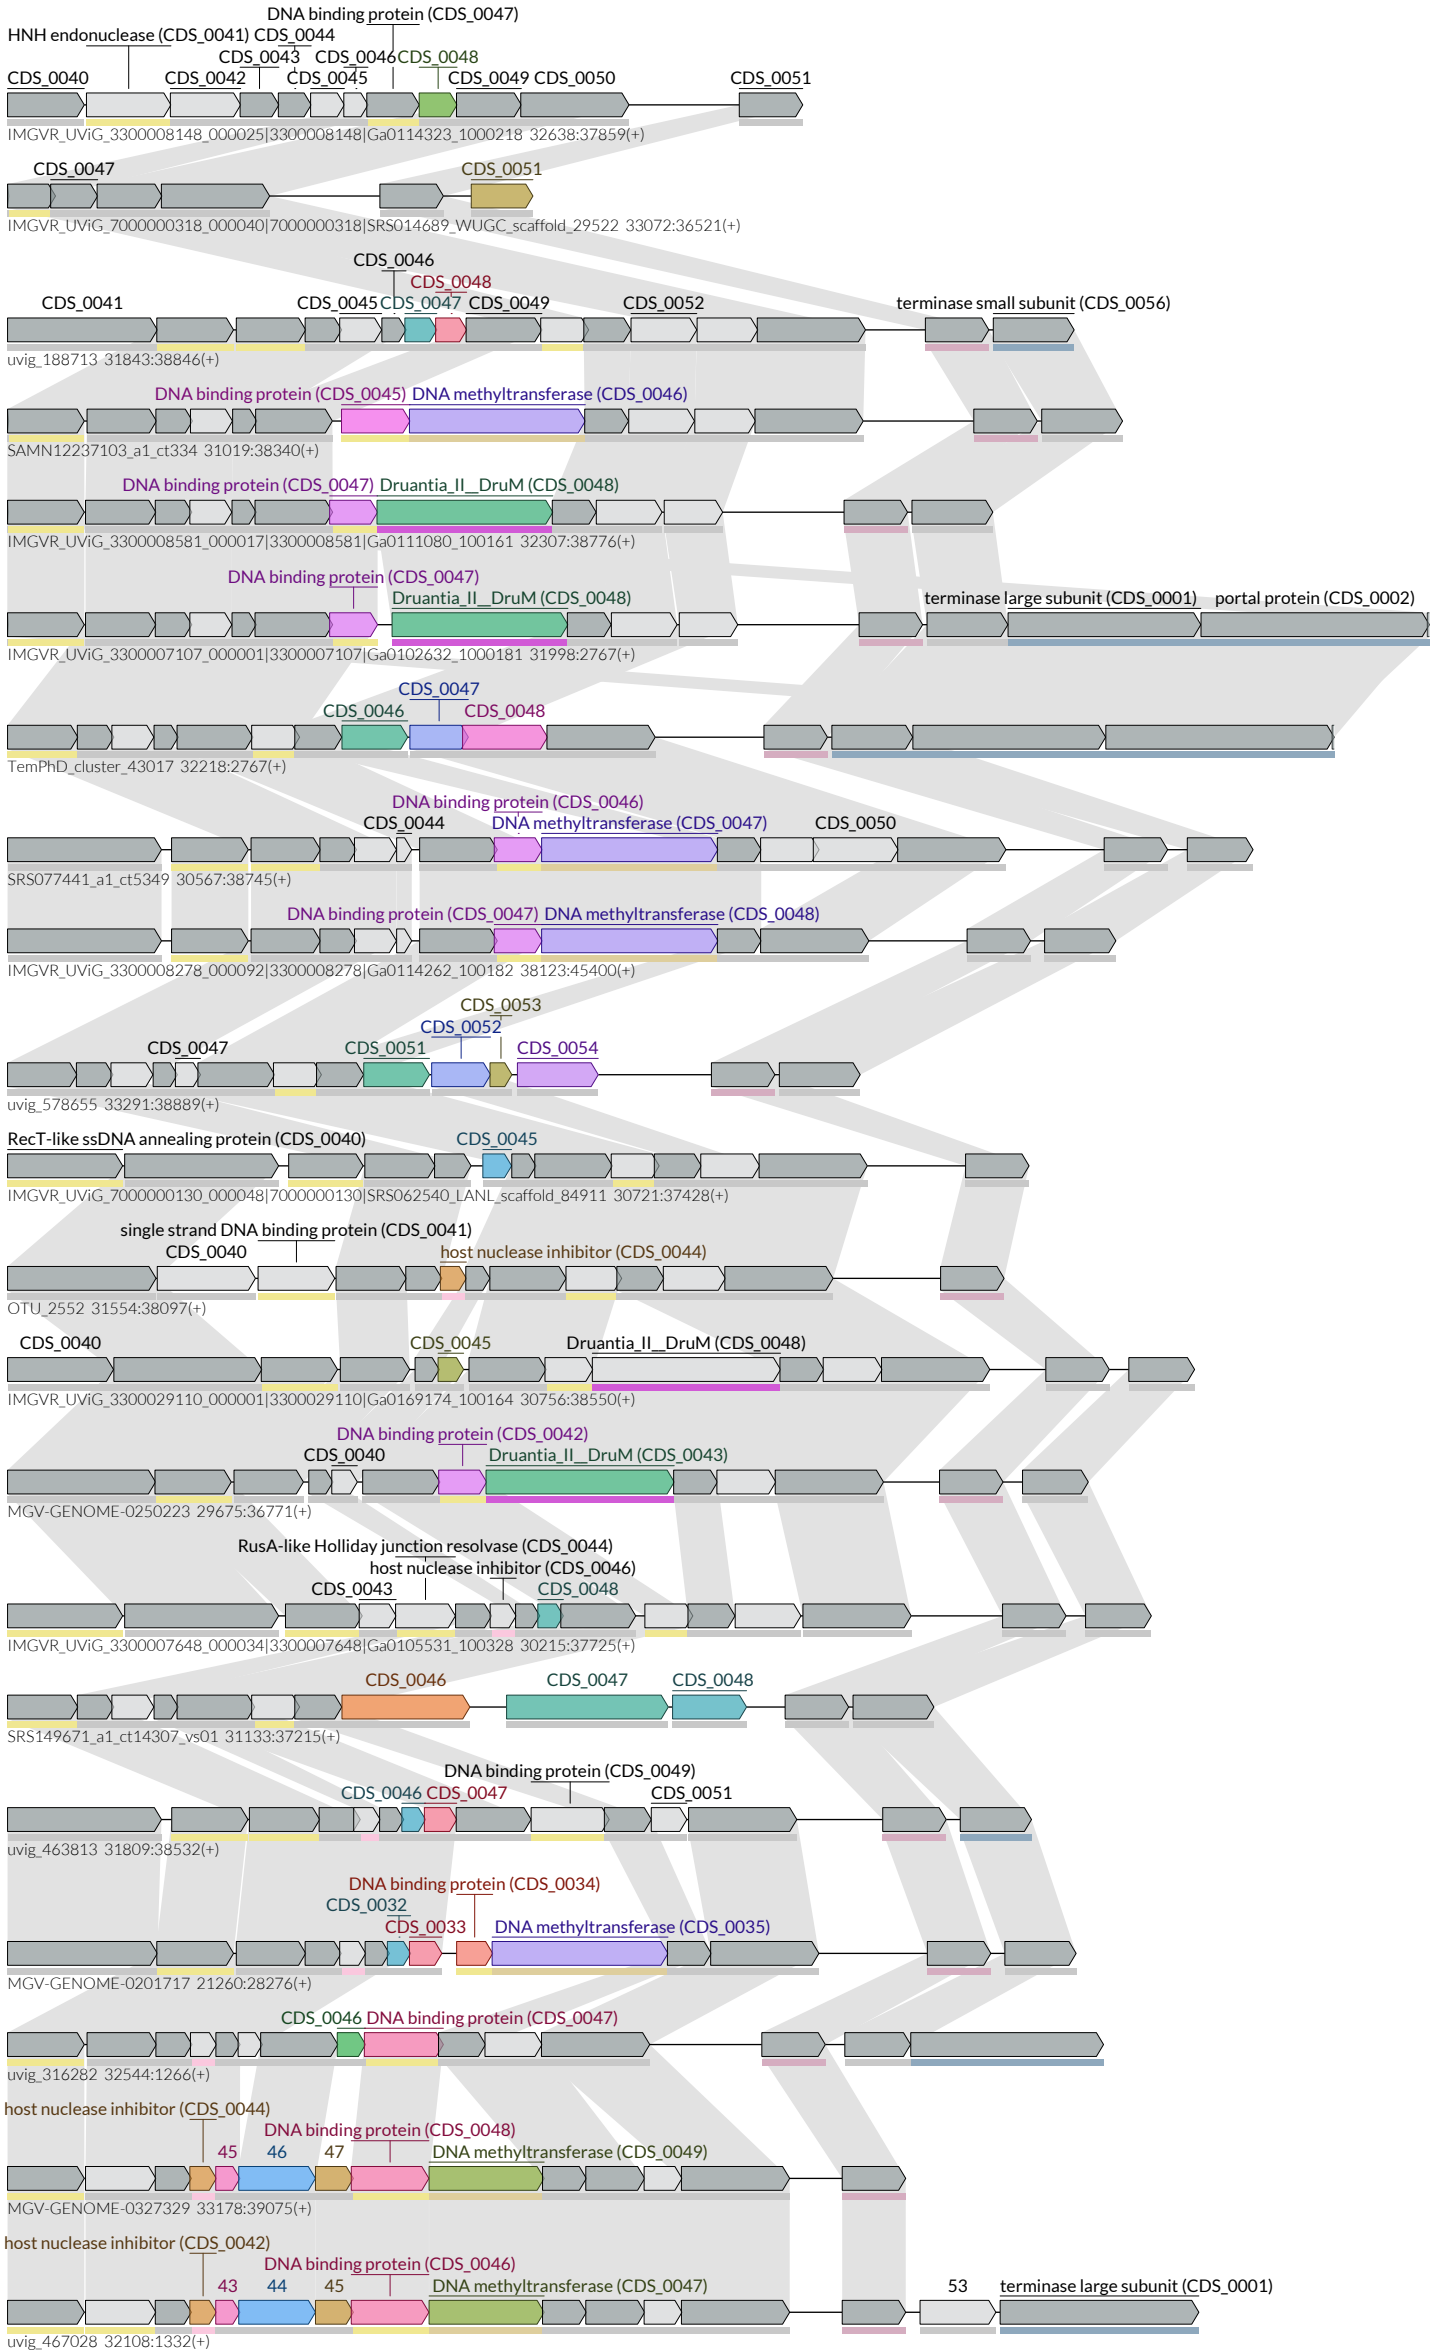 DNA binding protein (CDS_0047)
HNH endonuclease (CDS_0041) CDS_0044
CDS_0043 CDS_0046 CDS_0048
CDS_0040 CDS_0042 CDS_0045 CDS_0049 CDS_0050 CDS_0051
IMGVR_UViG_3300008148_000025|3300008148|Ga0114323_1000218 32638:37859(+)
CDS_0047 CDS_0051
IMGVR_UViG_7000000318_000040|7000000318|SRS014689_WUGC_scaffold_29522 33072:36521(+)
CDS_0046
CDS_0048
CDS_0041 CDS_0045 CDS_0047 CDS_0049 CDS_0052 terminase small subunit (CDS_0056)
uvig_188713 31843:38846(+)
DNA binding protein (CDS_0045) DNA methyltransferase (CDS_0046)
SAMN12237103_a1_ct334 31019:38340(+)
DNA binding protein (CDS_0047) Druantia_II__DruM (CDS_0048)
IMGVR_UViG_3300008581_000017|3300008581|Ga0111080_100161 32307:38776(+)
DNA binding protein (CDS_0047)
Druantia_II__DruM (CDS_0048) terminase large subunit (CDS_0001) portal protein (CDS_0002)
IMGVR_UViG_3300007107_000001|3300007107|Ga0102632_1000181 31998:2767(+)
CDS_0047
CDS_0046 CDS_0048
TemPhD_cluster_43017 32218:2767(+)
DNA binding protein (CDS_0046)
CDS_0044 DNA methyltransferase (CDS_0047) CDS_0050
SRS077441_a1_ct5349 30567:38745(+)
DNA binding protein (CDS_0047) DNA methyltransferase (CDS_0048)
IMGVR_UViG_3300008278_000092|3300008278|Ga0114262_100182 38123:45400(+)
CDS_0053
CDS_0052
CDS_0047 CDS_0051 CDS_0054
uvig_578655 33291:38889(+)
RecT-like ssDNA annealing protein (CDS_0040) CDS_0045
IMGVR_UViG_7000000130_000048|7000000130|SRS062540_LANL_scaffold_84911 30721:37428(+)
single strand DNA binding protein (CDS_0041)
CDS_0040 host nuclease inhibitor (CDS_0044)
OTU_2552 31554:38097(+)
CDS_0040 CDS_0045 Druantia_II__DruM (CDS_0048)
IMGVR_UViG_3300029110_000001|3300029110|Ga0169174_100164 30756:38550(+)
DNA binding protein (CDS_0042)
CDS_0040 Druantia_II__DruM (CDS_0043)
MGV-GENOME-0250223 29675:36771(+)
RusA-like Holliday junction resolvase (CDS_0044)
host nuclease inhibitor (CDS_0046)
CDS_0043 CDS_0048
IMGVR_UViG_3300007648_000034|3300007648|Ga0105531_100328 30215:37725(+)
CDS_0046 CDS_0047 CDS_0048
SRS149671_a1_ct14307_vs01 31133:37215(+)
DNA binding protein (CDS_0049)
CDS_0046 CDS_0047 CDS_0051
uvig_463813 31809:38532(+)
DNA binding protein (CDS_0034)
CDS_0032
CDS_0033 DNA methyltransferase (CDS_0035)
MGV-GENOME-0201717 21260:28276(+)
CDS_0046 DNA binding protein (CDS_0047)
uvig_316282 32544:1266(+)
host nuclease inhibitor (CDS_0044)
DNA binding protein (CDS_0048)
45 46 47 DNA methyltransferase (CDS_0049)
MGV-GENOME-0327329 33178:39075(+)
host nuclease inhibitor (CDS_0042)
DNA binding protein (CDS_0046)
43 44 45 DNA methyltransferase (CDS_0047) 53 terminase large subunit (CDS_0001)
uvig_467028 32108:1332(+)